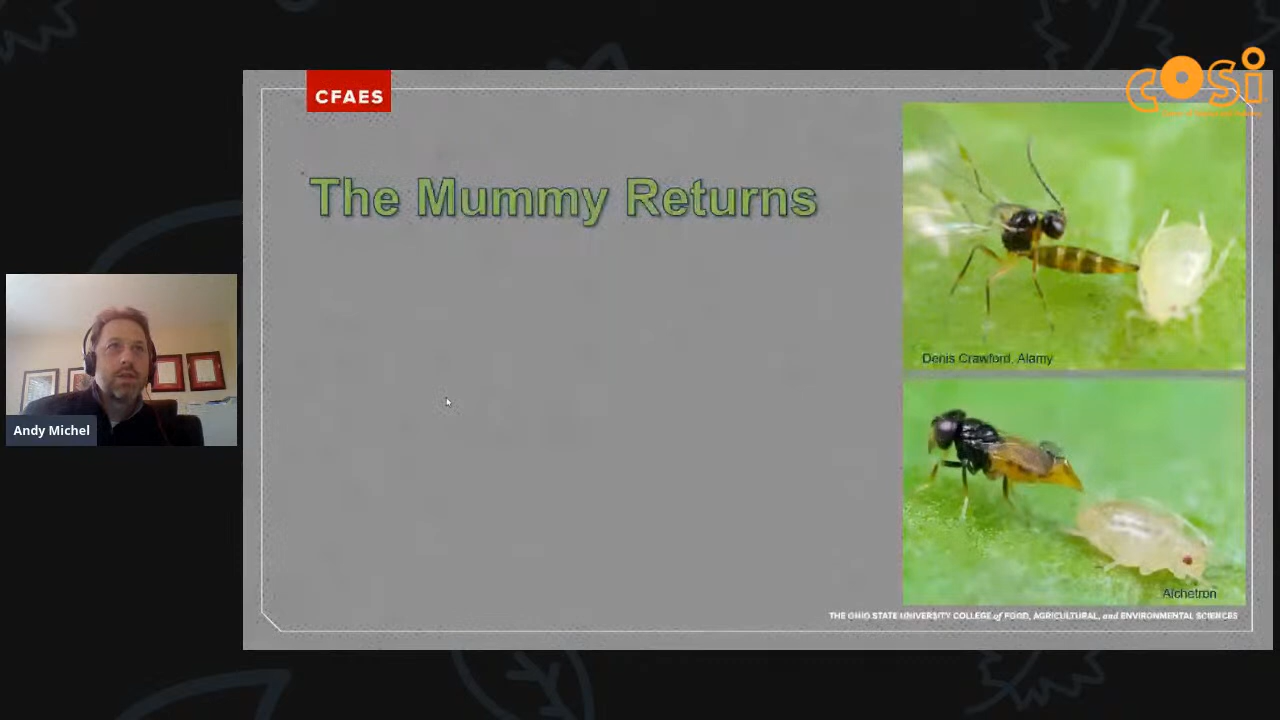 COSI
CFAES
The Mummy Returns
Denis Crawford, Alamy
Andy Michel
Alchetron
THE OHIO STATE UNIVERSITY COLLEGE of FOOD, AGRICULTURAL, and ENVIRONMENTAL SCIENCES